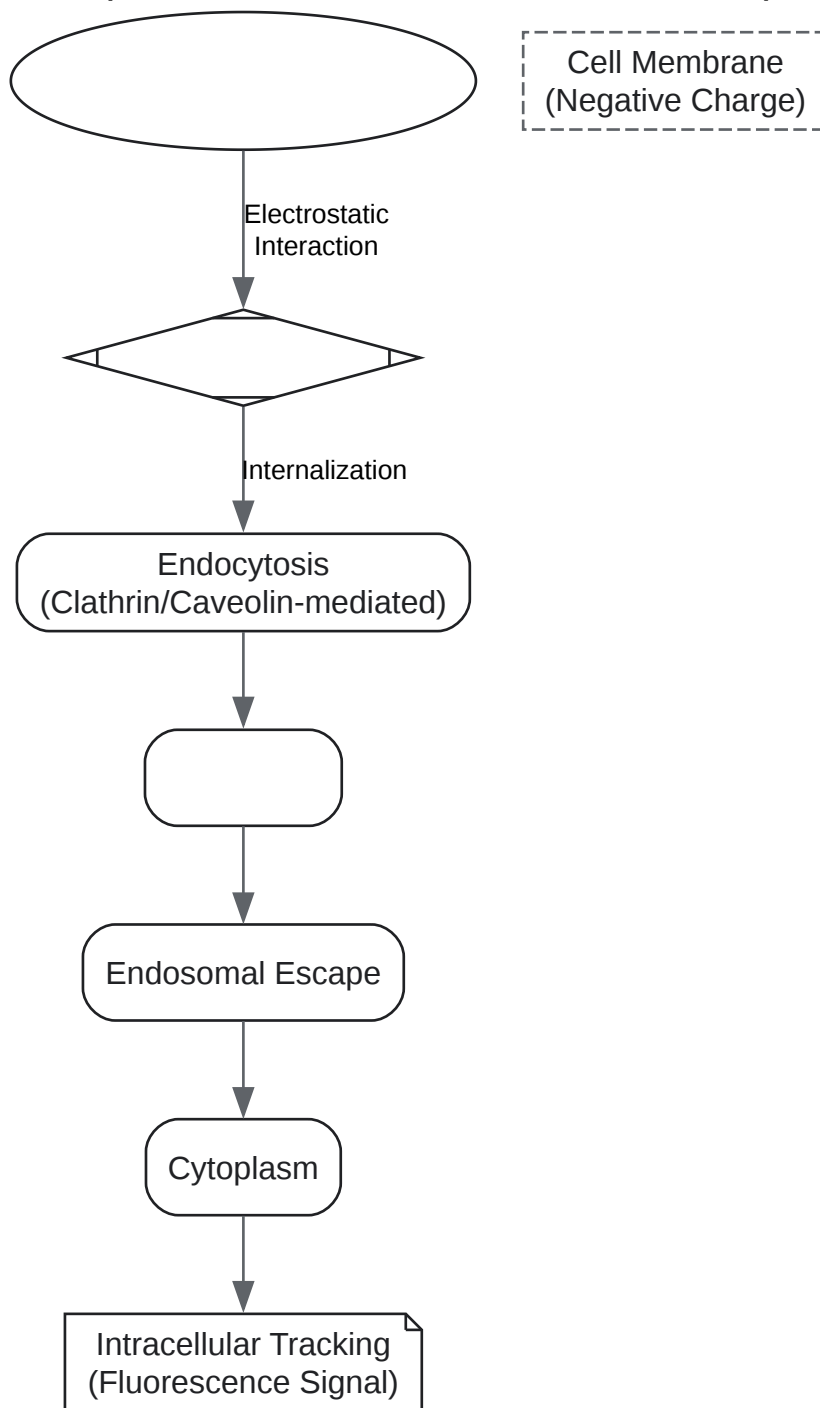 Cell Membrane
(Negative Charge)
Electrostatic
Interaction
Internalization
Endocytosis
(Clathrin/Caveolin-mediated)
Endosomal Escape
Cytoplasm
Intracellular Tracking
(Fluorescence Signal)